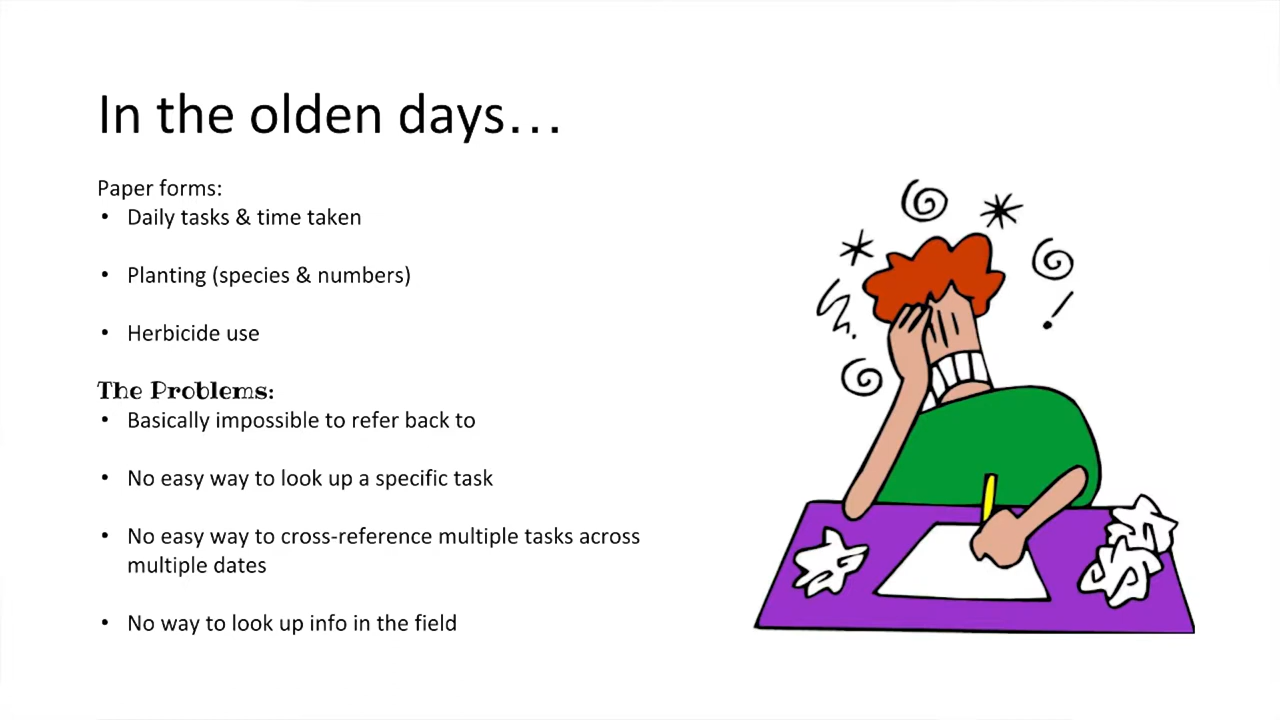 In the olden days…
Paper forms:
• Daily tasks & time taken
• Planting (species & numbers)
• Herbicide use
The Problems:
• Basically impossible to refer back to
• No easy way to look up a specific task
• No easy way to cross-reference multiple tasks across
multiple dates
• No way to look up info in the field